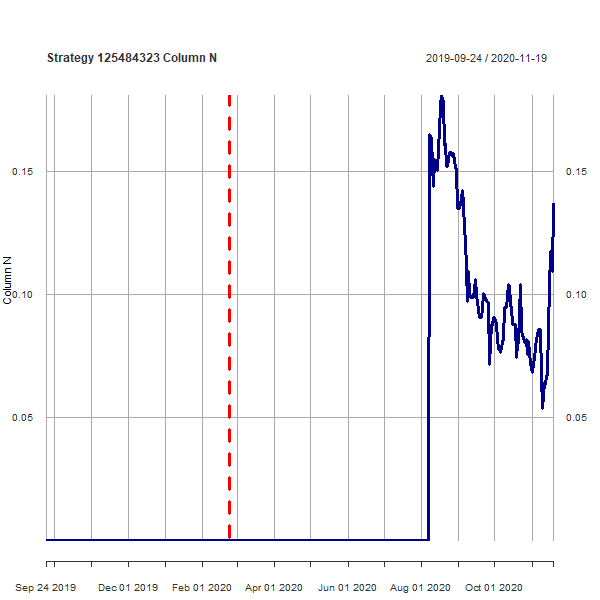 Strategy 125484323 Column N 2019-09-24 / 2020-11-19
0.15 0.15
Column N
0.10 0.10
0.05 0.05
Sep 24 2019 Dec 01 2019 Feb 01 2020 Apr 01 2020 Jun 01 2020 Aug 01 2020 Oct 01 2020